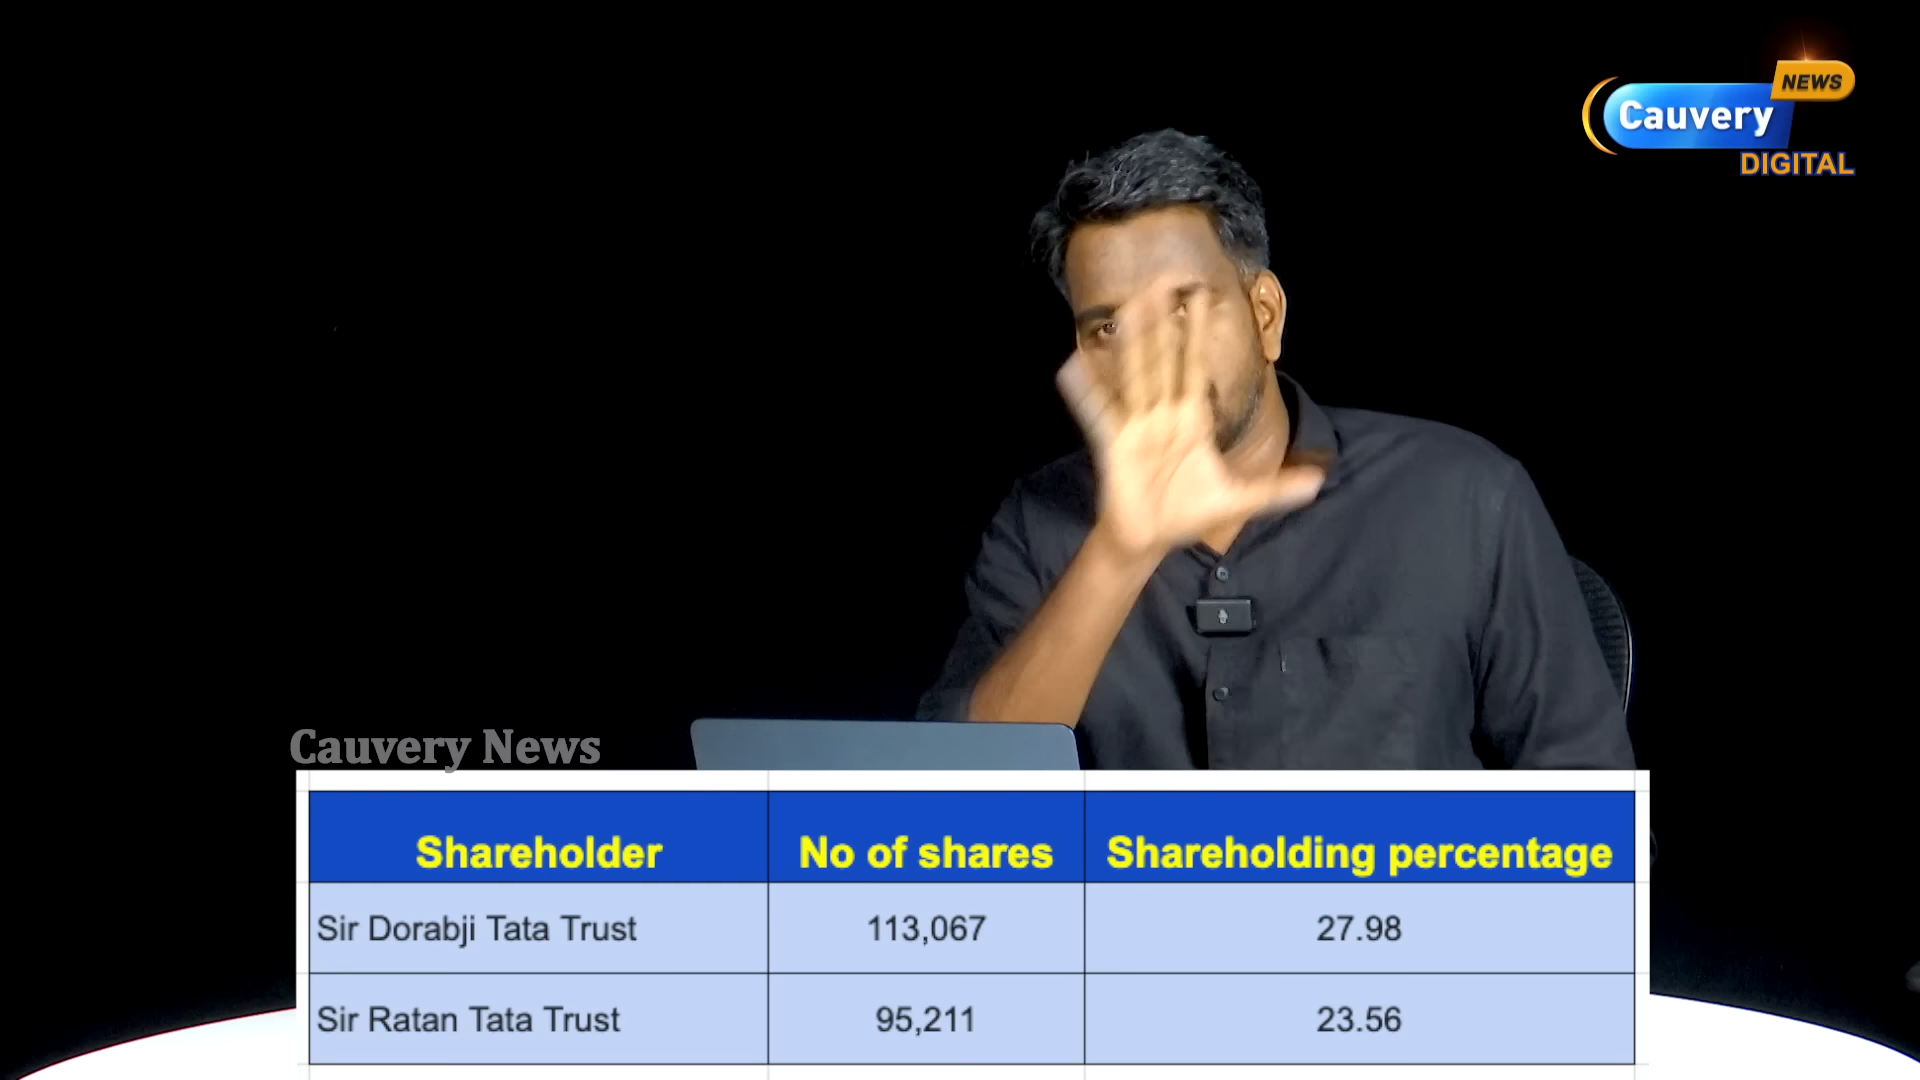 NEWS
Cauvery
DIGITAL
Cauvery News
Shareholder No of shares Shareholding percentage
Sir Dorabji Tata Trust 113,067 27.98
Sir Ratan Tata Trust 95,211 23.56